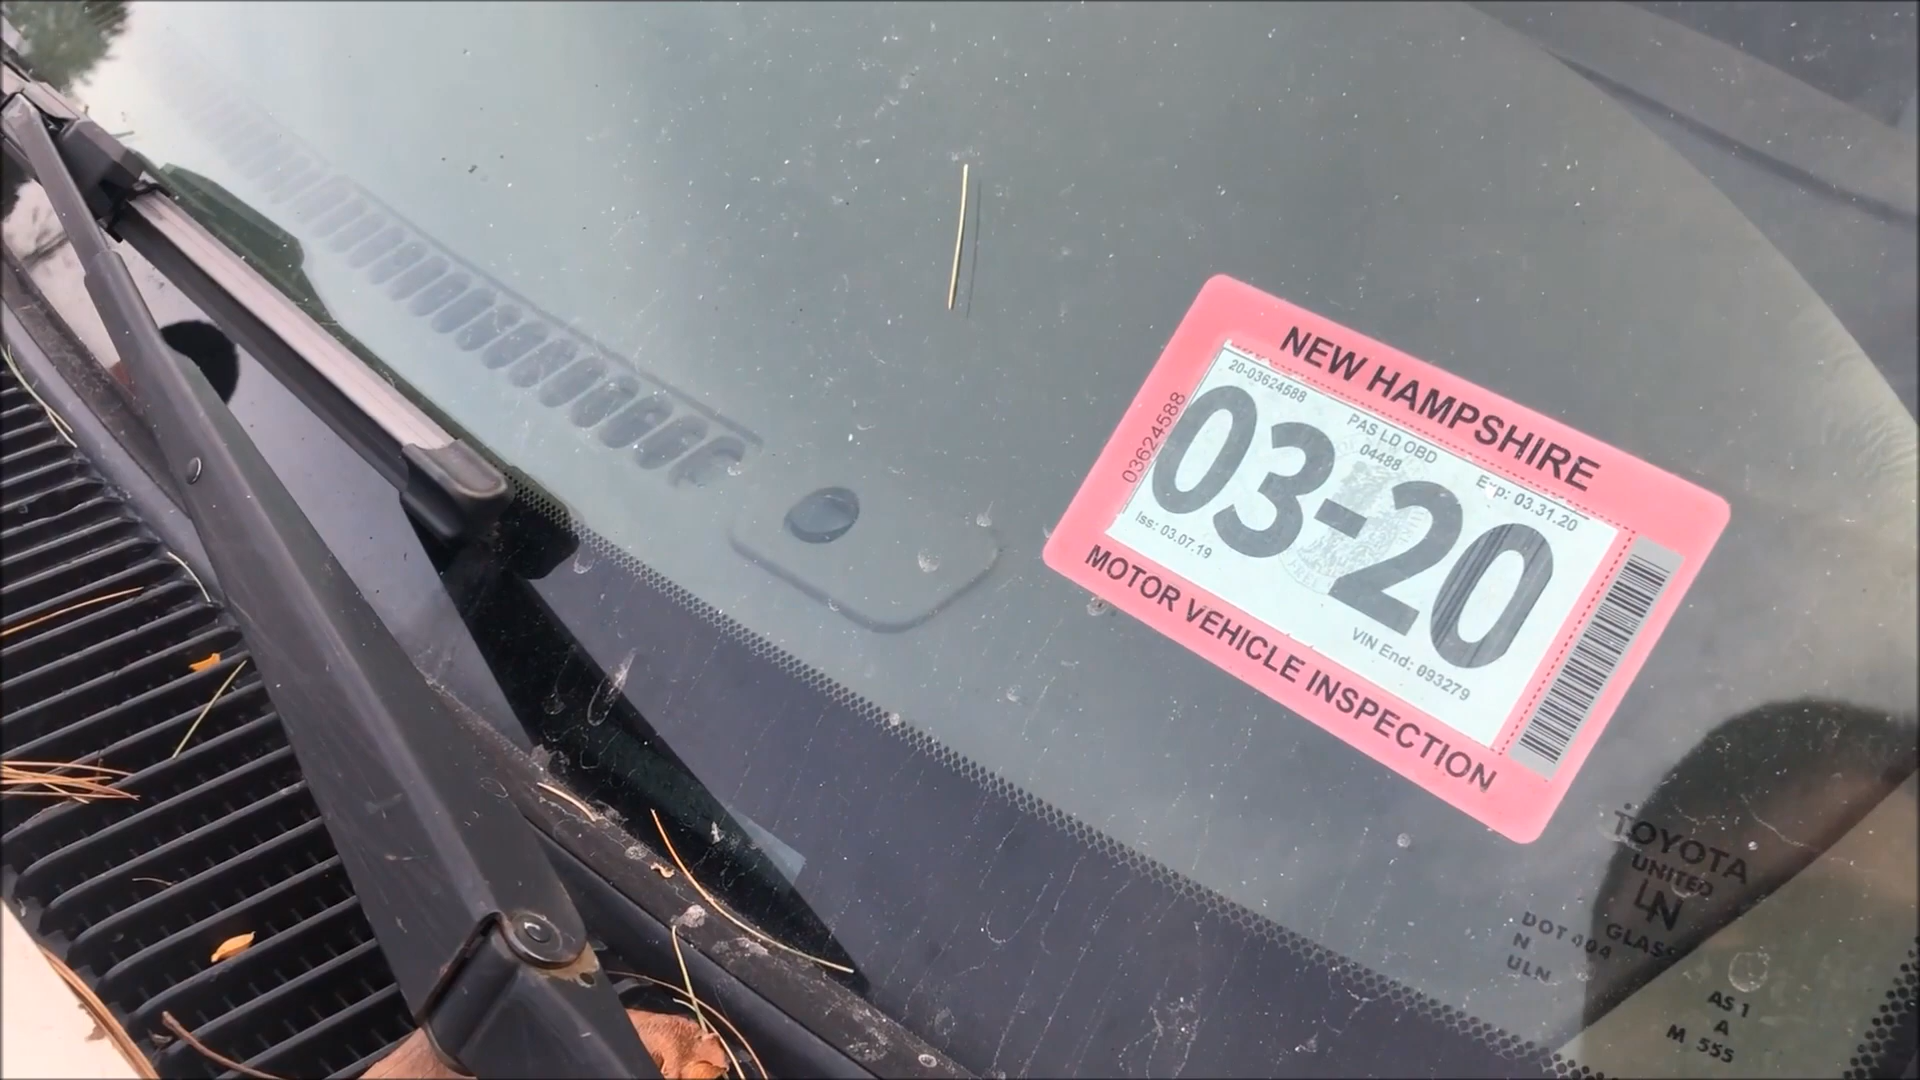 NEW HAMPSHIRE
20-03624588
03624588
PAS LD OBD
04488
Exp: 03.31.20
03-20
Iss: 03.07.19
VIN End: 093279
MOTOR VEHICLE INSPECTION
TOYOTA
UNITED
LN
GLASS
DOT 494
N
ULN
AS 1
A
M 555